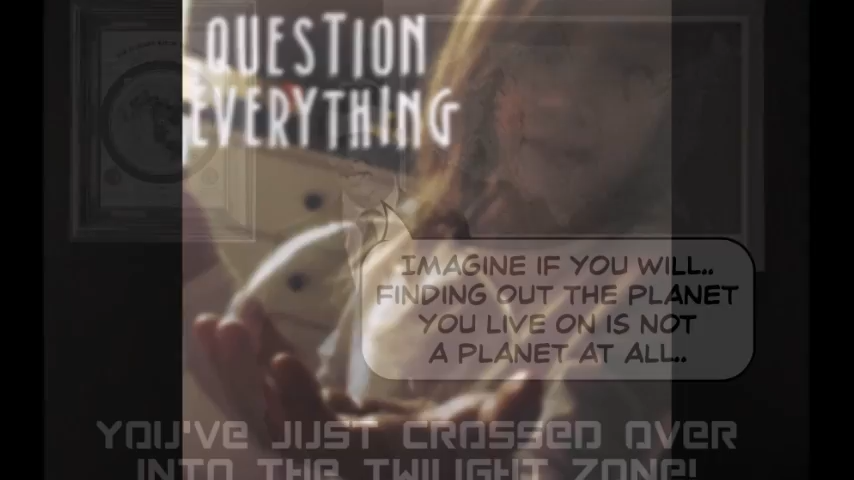 QUESTION
EVERYTHING
IMAGINE IF YOU WILL..
FINDING OUT THE PLANET
YOU LIVE ON IS NOT
A PLANET AT ALL..
YOU'VE JUST CROSSED OVER
INTO THE TWILIGHT ZONE!